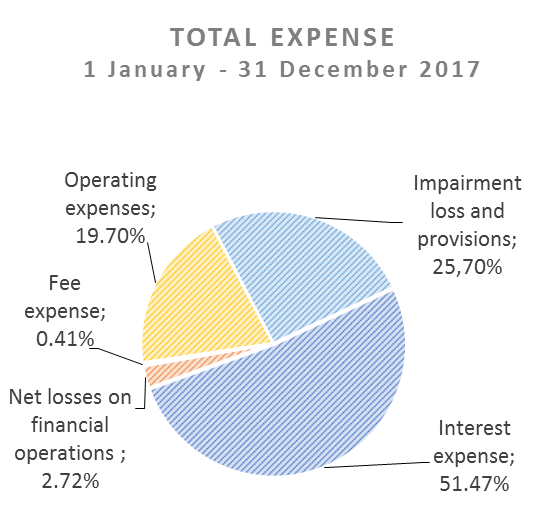 TOTAL EXPENSE
1 January - 31 December 2017
Operating
expenses;
19.70%
Impairment
loss and
provisions;
25,70%
Fee
expense;
0.41%
Net losses on
financial
operations ;
2.72%
Interest
expense;
51.47%